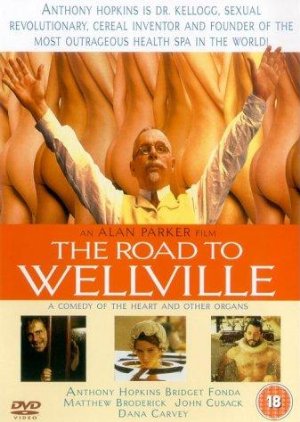 ANTHONY HOPKINS IS DR. KELLOGG, SEXUAL
REVOLUTIONARY, CEREAL INVENTOR AND FOUNDER OF THE
MOST OUTRAGEOUS HEALTH SPA IN THE WORLD!
AN ALAN PARKER FILM
THE ROAD TO
WELLVILLE
A COMEDY OF THE HEART AND OTHER ORGANS
ANTHONY HOPKINS BRIDGET FONDA
MATTHEW BRODERICK JOHN CUSACK
DANA CARVEY
DVD
VIDEO
18